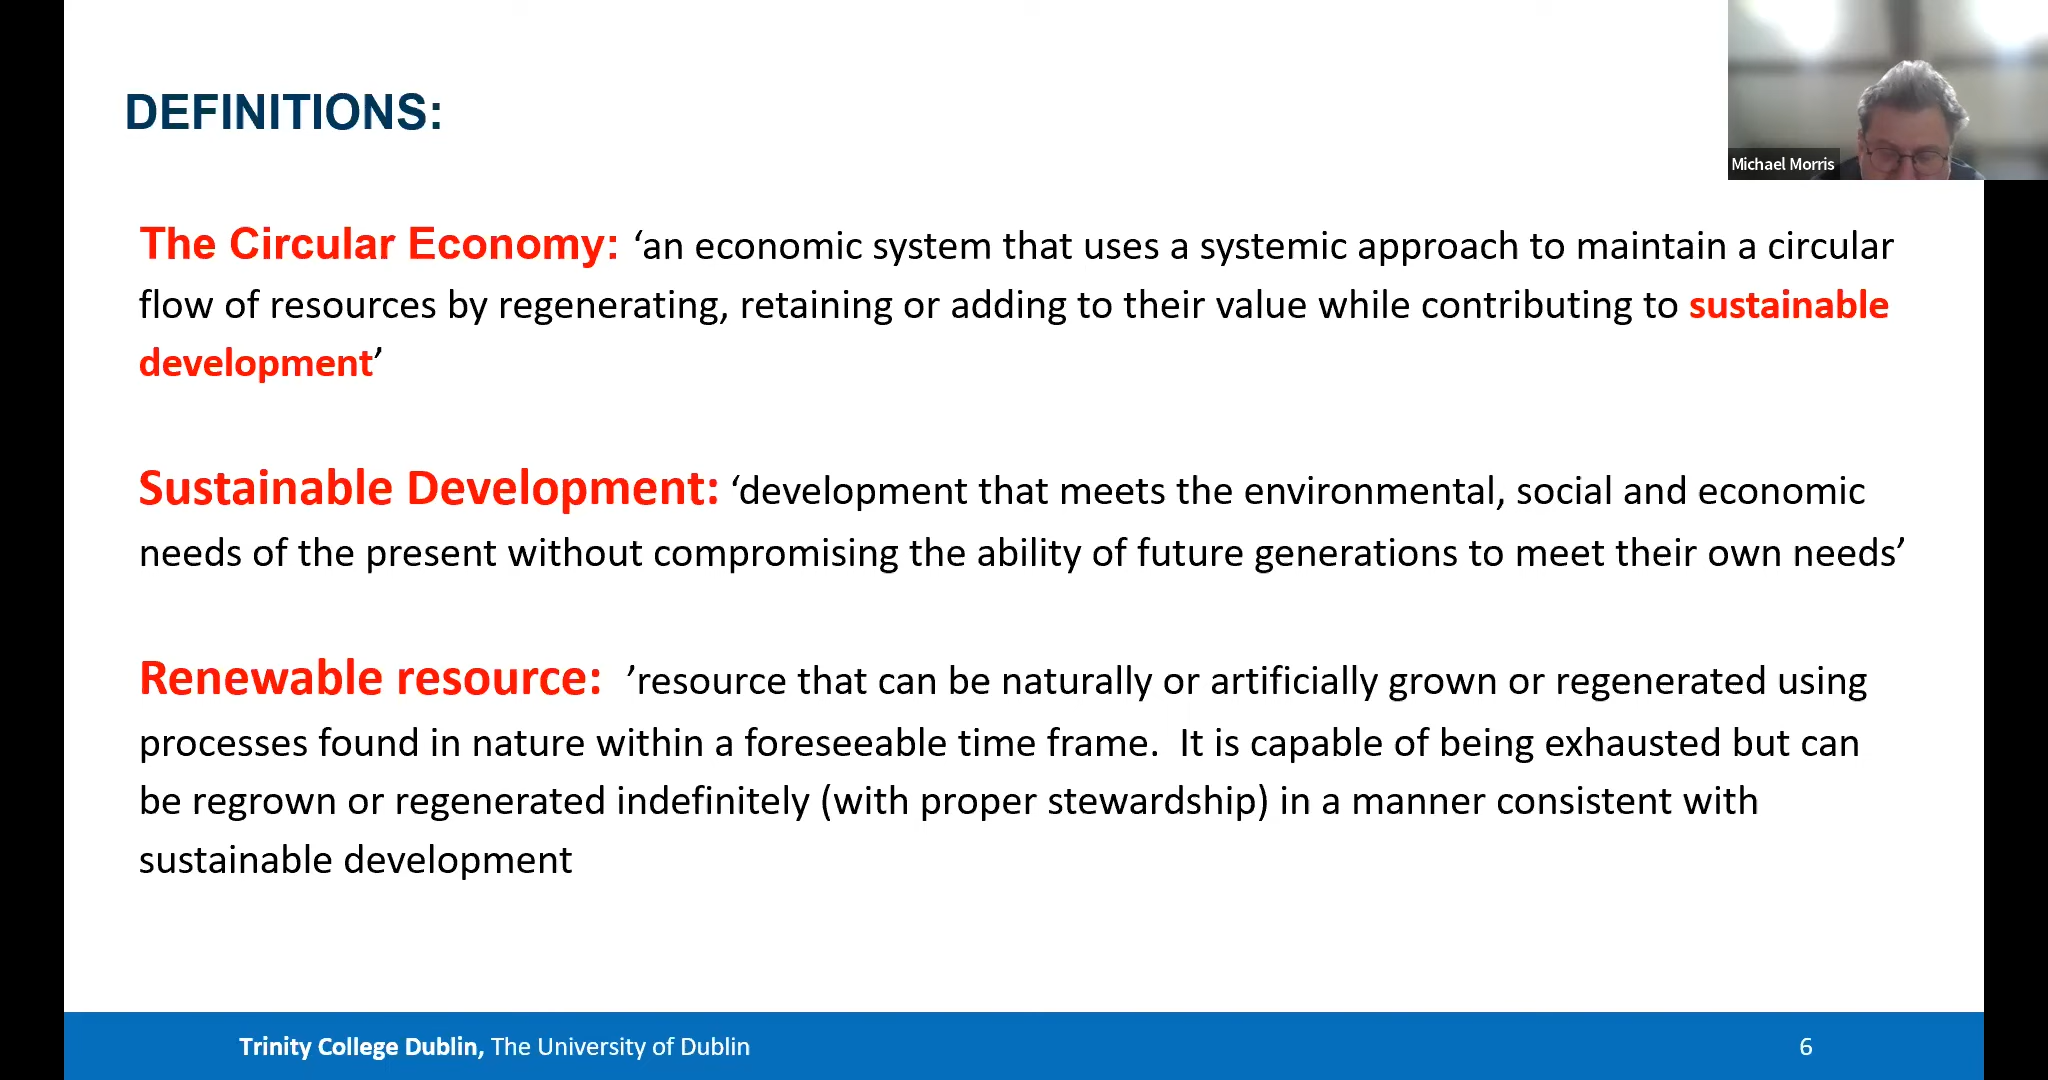 DEFINITIONS:
Michael Morris
The Circular Economy: ‘an economic system that uses a systemic approach to maintain a circular
flow of resources by regenerating, retaining or adding to their value while contributing to sustainable
development’
Sustainable Development: ‘development that meets the environmental, social and economic
needs of the present without compromising the ability of future generations to meet their own needs’
Renewable resource:  ’resource that can be naturally or artificially grown or regenerated using
processes found in nature within a foreseeable time frame.  It is capable of being exhausted but can
be regrown or regenerated indefinitely (with proper stewardship) in a manner consistent with
sustainable development
Trinity College Dublin, The University of Dublin
6